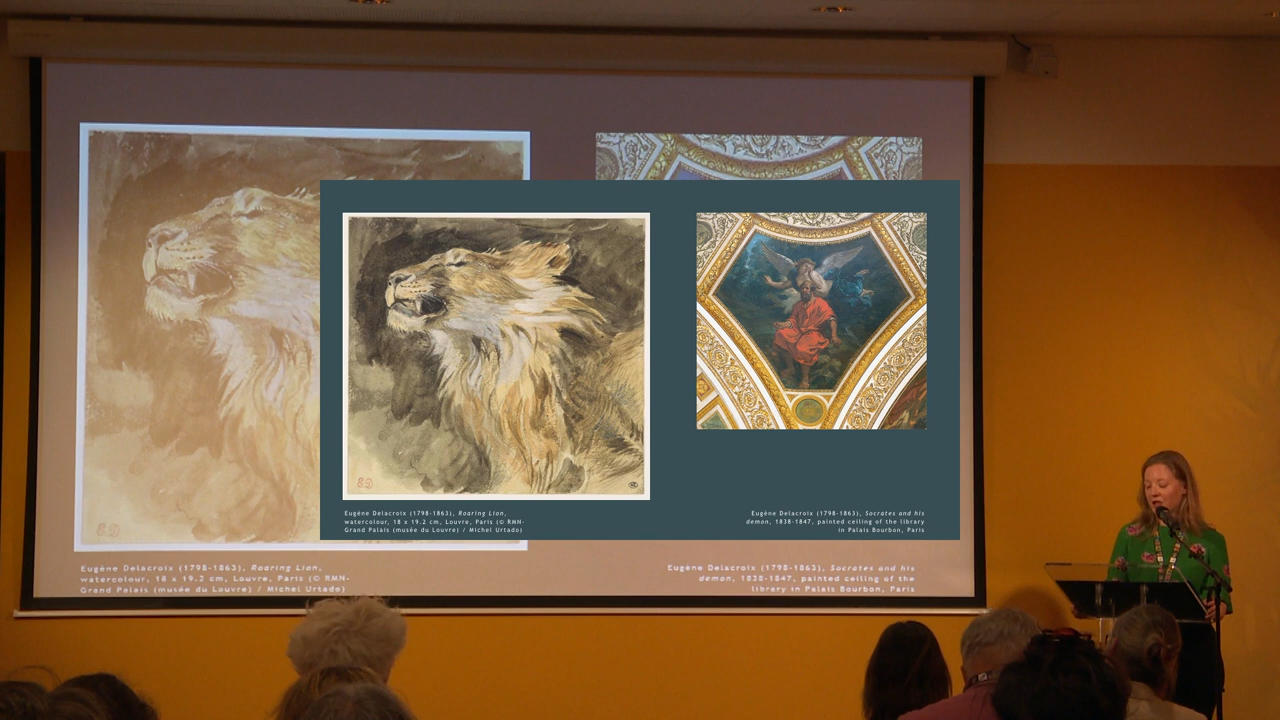 Eugène Delacroix (1798-1863), Roaring Lion,
watercolour, 18 x 19.2 cm, Louvre, Paris (© RMN-
Grand Palais (musée du Louvre) / Michel Urtado)
Eugène Delacroix (1798-1863), Socrates and his
demon, 1838-1847, painted ceiling of the library
in Palais Bourbon, Paris
Eugène Delacroix (1798-1863), Roaring Lion,
watercolour, 18 x 19.2 cm, Louvre, Paris (© RMN-
Grand Palais (musée du Louvre) / Michel Urtado)
Eugène Delacroix (1798-1863), Socrates and his
demon, 1838-1847, painted ceiling of the
library in Palais Bourbon, Paris
E D
E D